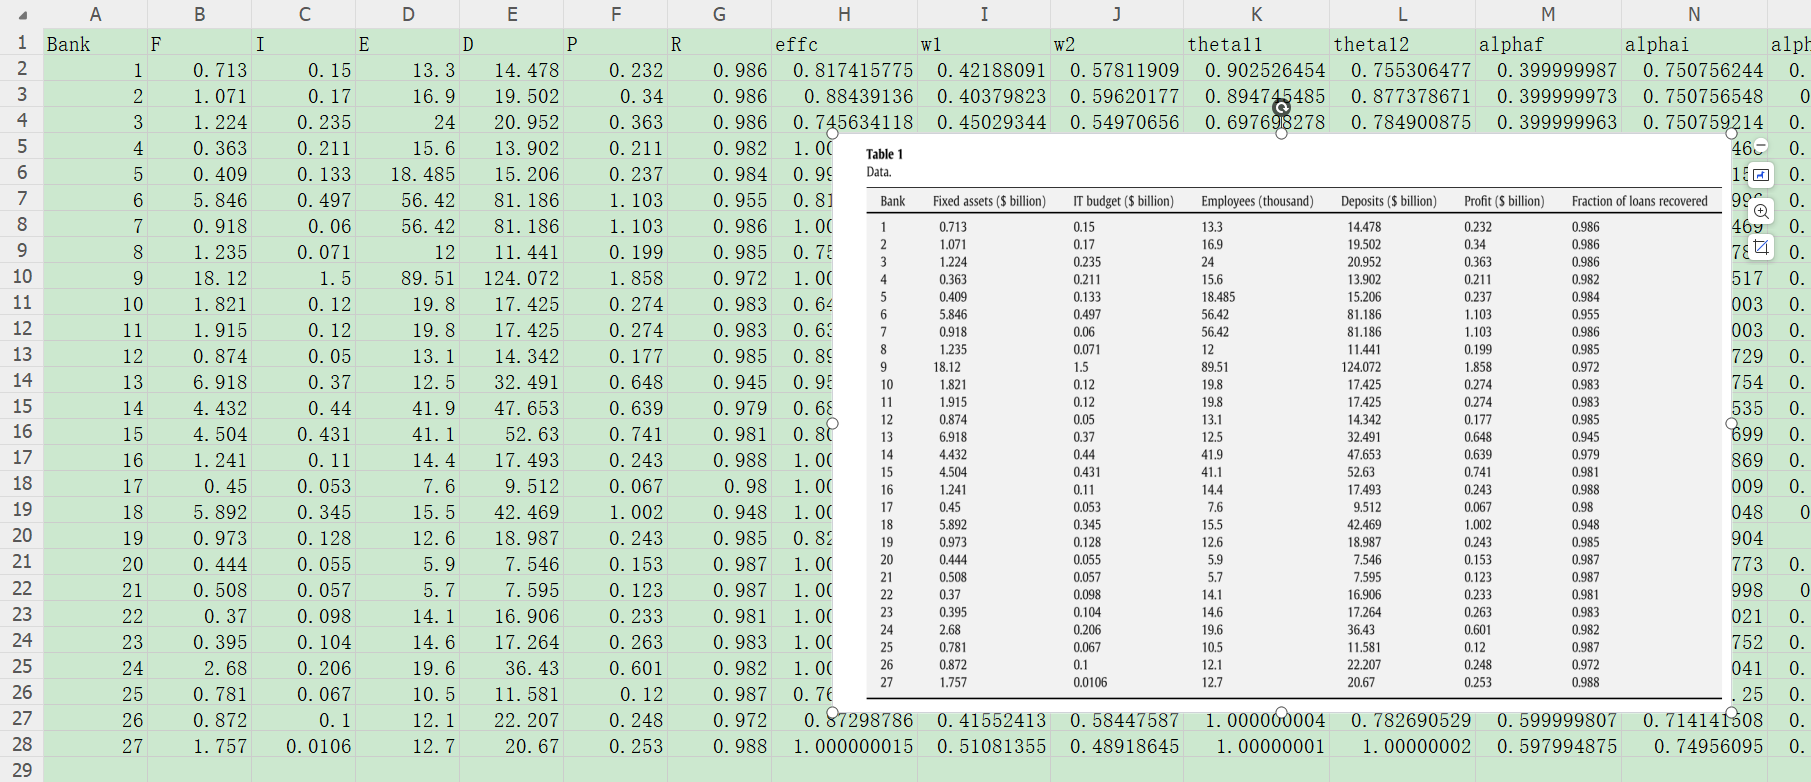 A B C D E F G H I J K L M N
1 Bank F I E D P R effc w1 w2 theta11 theta12 alphaf alphai alph
2 1 0.713 0.15 13.3 14.478 0.232 0.986 0.817415775 0.42188091 0.57811909 0.902526454 0.755306477 0.399999987 0.750756244 0.
3 2 1.071 0.17 16.9 19.502 0.34 0.986 0.88439136 0.40379823 0.59620177 0.894745485 0.877378671 0.399999973 0.750756548 0
4 3 1.224 0.235 24 20.952 0.363 0.986 0.745634118 0.45029344 0.54970656 0.697698278 0.784900875 0.399999963 0.750759214 0.
5 4 0.363 0.211 15.6 13.902 0.211 0.982 1.00 0.
6 5 0.409 0.133 18.485 15.206 0.237 0.984 0.99 0.
7 6 5.846 0.497 56.42 81.186 1.103 0.955 0.81 0.
8 7 0.918 0.06 56.42 81.186 1.103 0.986 1.00 469 0.
9 8 1.235 0.071 12 11.441 0.199 0.985 0.75 0.
10 9 18.12 1.5 89.51 124.072 1.858 0.972 1.00 517 0.
11 10 1.821 0.12 19.8 17.425 0.274 0.983 0.64 003 0.
12 11 1.915 0.12 19.8 17.425 0.274 0.983 0.63 003 0.
13 12 0.874 0.05 13.1 14.342 0.177 0.985 0.89 729 0.
14 13 6.918 0.37 12.5 32.491 0.648 0.945 0.95 754 0.
15 14 4.432 0.44 41.9 47.653 0.639 0.979 0.68 535 0.
16 15 4.504 0.431 41.1 52.63 0.741 0.981 0.80 699 0.
17 16 1.241 0.11 14.4 17.493 0.243 0.988 1.00 869 0.
18 17 0.45 0.053 7.6 9.512 0.067 0.98 1.00 009 0.
19 18 5.892 0.345 15.5 42.469 1.002 0.948 1.00 048 0
20 19 0.973 0.128 12.6 18.987 0.243 0.985 0.82 904
21 20 0.444 0.055 5.9 7.546 0.153 0.987 1.00 773 0.
22 21 0.508 0.057 5.7 7.595 0.123 0.987 1.00 998 0
23 22 0.37 0.098 14.1 16.906 0.233 0.981 1.00 021 0.
24 23 0.395 0.104 14.6 17.264 0.263 0.983 1.00 752 0.
25 24 2.68 0.206 19.6 36.43 0.601 0.982 1.00 041 0.
26 25 0.781 0.067 10.5 11.581 0.12 0.987 0.76 .25 0.
27 26 0.872 0.1 12.1 22.207 0.248 0.972 0.87298786 0.41552413 0.58447587 1.000000004 0.782690529 0.599999807 0.714141508 0.
28 27 1.757 0.0106 12.7 20.67 0.253 0.988 1.000000015 0.51081355 0.48918645 1.00000001 1.00000002 0.597994875 0.74956095 0.
29
Table 1
Data.
Bank Fixed assets ($ billion) IT budget ($ billion) Employees (thousand) Deposits ($ billion) Profit ($ billion) Fraction of loans recovered
1 0.713 0.15 13.3 14.478 0.232 0.986
2 1.071 0.17 16.9 19.502 0.34 0.986
3 1.224 0.235 24 20.952 0.363 0.986
4 0.363 0.211 15.6 13.902 0.211 0.982
5 0.409 0.133 18.485 15.206 0.237 0.984
6 5.846 0.497 56.42 81.186 1.103 0.955
7 0.918 0.06 56.42 81.186 1.103 0.986
8 1.235 0.071 12 11.441 0.199 0.985
9 18.12 1.5 89.51 124.072 1.858 0.972
10 1.821 0.12 19.8 17.425 0.274 0.983
11 1.915 0.12 19.8 17.425 0.274 0.983
12 0.874 0.05 13.1 14.342 0.177 0.985
13 6.918 0.37 12.5 32.491 0.648 0.945
14 4.432 0.44 41.9 47.653 0.639 0.979
15 4.504 0.431 41.1 52.63 0.741 0.981
16 1.241 0.11 14.4 17.493 0.243 0.988
17 0.45 0.053 7.6 9.512 0.067 0.98
18 5.892 0.345 15.5 42.469 1.002 0.948
19 0.973 0.128 12.6 18.987 0.243 0.985
20 0.444 0.055 5.9 7.546 0.153 0.987
21 0.508 0.057 5.7 7.595 0.123 0.987
22 0.37 0.098 14.1 16.906 0.233 0.981
23 0.395 0.104 14.6 17.264 0.263 0.983
24 2.68 0.206 19.6 36.43 0.601 0.982
25 0.781 0.067 10.5 11.581 0.12 0.987
26 0.872 0.1 12.1 22.207 0.248 0.972
27 1.757 0.0106 12.7 20.67 0.253 0.988